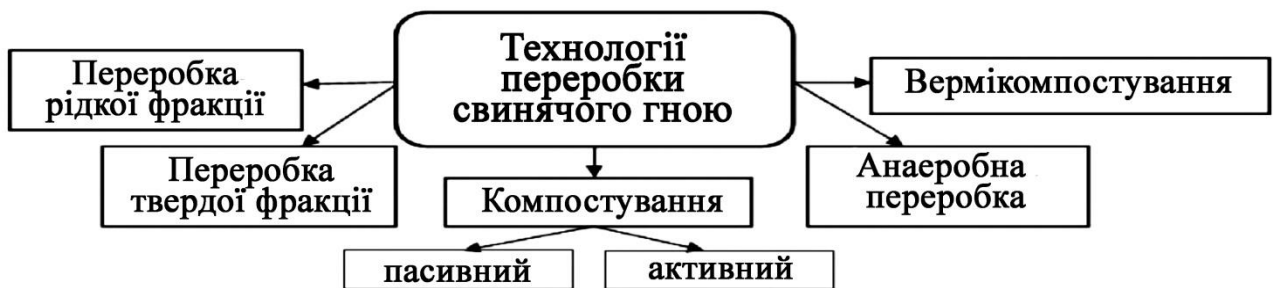 Технології
переробки
свинячого гною
Переробка
рідкої фракції
Переробка
твердої фракції
Компостування
пасивний
активний
Анаеробна
переробка
Вермікомпостування